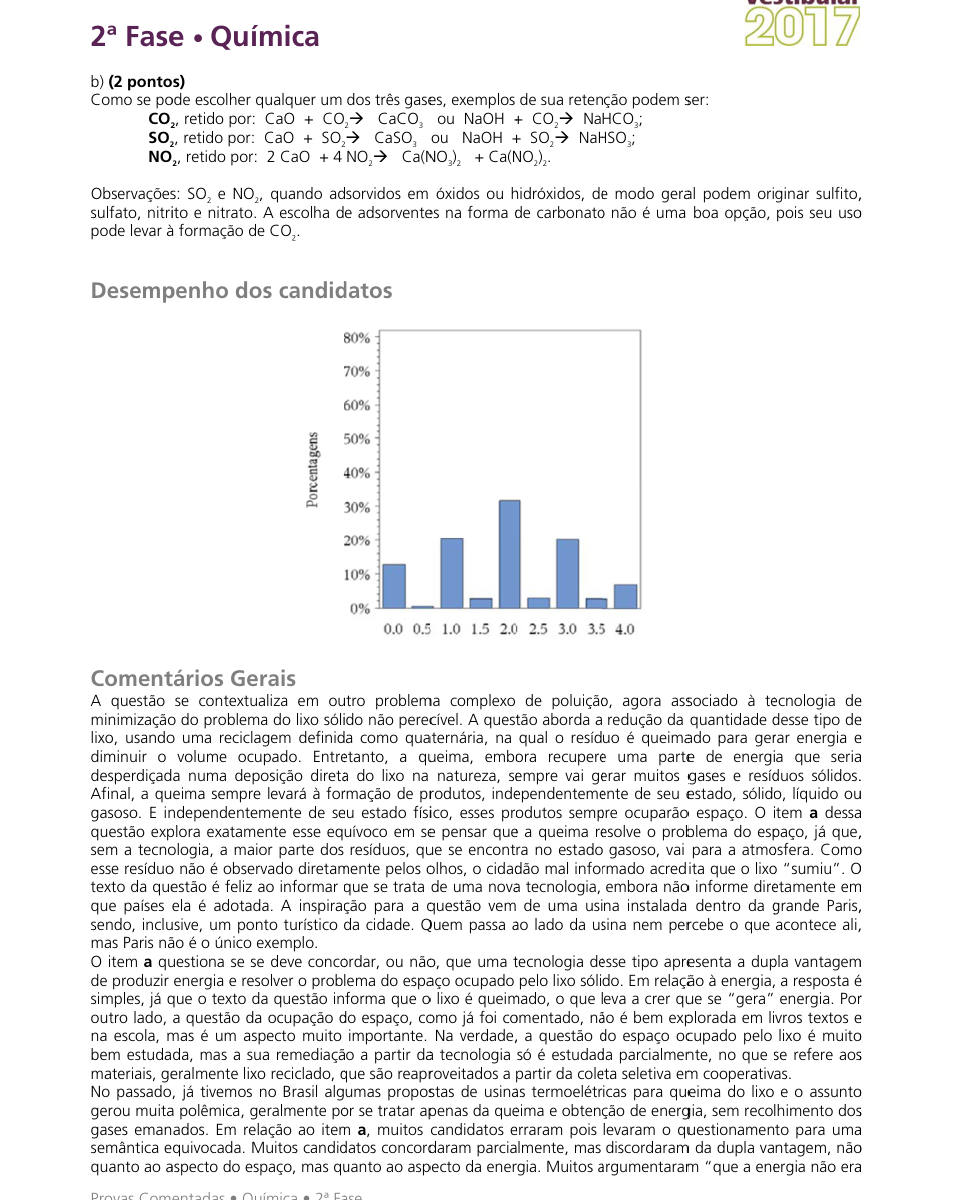 vestibular
2017
2ª Fase • Química
b) (2 pontos)
Como se pode escolher qualquer um dos três gases, exemplos de sua retenção podem ser:
CO₂, retido por: CaO + CO₂→ CaCO₃ ou NaOH + CO₂→ NaHCO₃;
SO₂, retido por: CaO + SO₂→ CaSO₃ ou NaOH + SO₂→ NaHSO₃;
NO₂, retido por: 2 CaO + 4 NO₂→ Ca(NO₃)₂ + Ca(NO₂)₂.
Observações: SO₂ e NO₂, quando adsorvidos em óxidos ou hidróxidos, de modo geral podem originar sulfito,
sulfato, nitrito e nitrato. A escolha de adsorventes na forma de carbonato não é uma boa opção, pois seu uso
pode levar à formação de CO₂.
Desempenho dos candidatos
Porcentagens
80%
70%
60%
50%
40%
30%
20%
10%
0%
0.0 0.5 1.0 1.5 2.0 2.5 3.0 3.5 4.0
Comentários Gerais
A questão se contextualiza em outro problema complexo de poluição, agora associado à tecnologia de
minimização do problema do lixo sólido não perecível. A questão aborda a redução da quantidade desse tipo de
lixo, usando uma reciclagem definida como quaternária, na qual o resíduo é queimado para gerar energia e
diminuir o volume ocupado. Entretanto, a queima, embora recupere uma parte de energia que seria
desperdiçada numa deposição direta do lixo na natureza, sempre vai gerar muitos gases e resíduos sólidos.
Afinal, a queima sempre levará à formação de produtos, independentemente de seu estado, sólido, líquido ou
gasoso. E independentemente de seu estado físico, esses produtos sempre ocuparão espaço. O item a dessa
questão explora exatamente esse equívoco em se pensar que a queima resolve o problema do espaço, já que,
sem a tecnologia, a maior parte dos resíduos, que se encontra no estado gasoso, vai para a atmosfera. Como
esse resíduo não é observado diretamente pelos olhos, o cidadão mal informado acredita que o lixo “sumiu”. O
texto da questão é feliz ao informar que se trata de uma nova tecnologia, embora não informe diretamente em
que países ela é adotada. A inspiração para a questão vem de uma usina instalada dentro da grande Paris,
sendo, inclusive, um ponto turístico da cidade. Quem passa ao lado da usina nem percebe o que acontece ali,
mas Paris não é o único exemplo.
O item a questiona se se deve concordar, ou não, que uma tecnologia desse tipo apresenta a dupla vantagem
de produzir energia e resolver o problema do espaço ocupado pelo lixo sólido. Em relação à energia, a resposta é
simples, já que o texto da questão informa que o lixo é queimado, o que leva a crer que se “gera” energia. Por
outro lado, a questão da ocupação do espaço, como já foi comentado, não é bem explorada em livros textos e
na escola, mas é um aspecto muito importante. Na verdade, a questão do espaço ocupado pelo lixo é muito
bem estudada, mas a sua remediação a partir da tecnologia só é estudada parcialmente, no que se refere aos
materiais, geralmente lixo reciclado, que são reaproveitados a partir da coleta seletiva em cooperativas.
No passado, já tivemos no Brasil algumas propostas de usinas termoelétricas para queima do lixo e o assunto
gerou muita polêmica, geralmente por se tratar apenas da queima e obtenção de energia, sem recolhimento dos
gases emanados. Em relação ao item a, muitos candidatos erraram pois levaram o questionamento para uma
semântica equivocada. Muitos candidatos concordaram parcialmente, mas discordaram da dupla vantagem, não
quanto ao aspecto do espaço, mas quanto ao aspecto da energia. Muitos argumentaram “que a energia não era
Provas Comentadas • Química • 2ª Fase